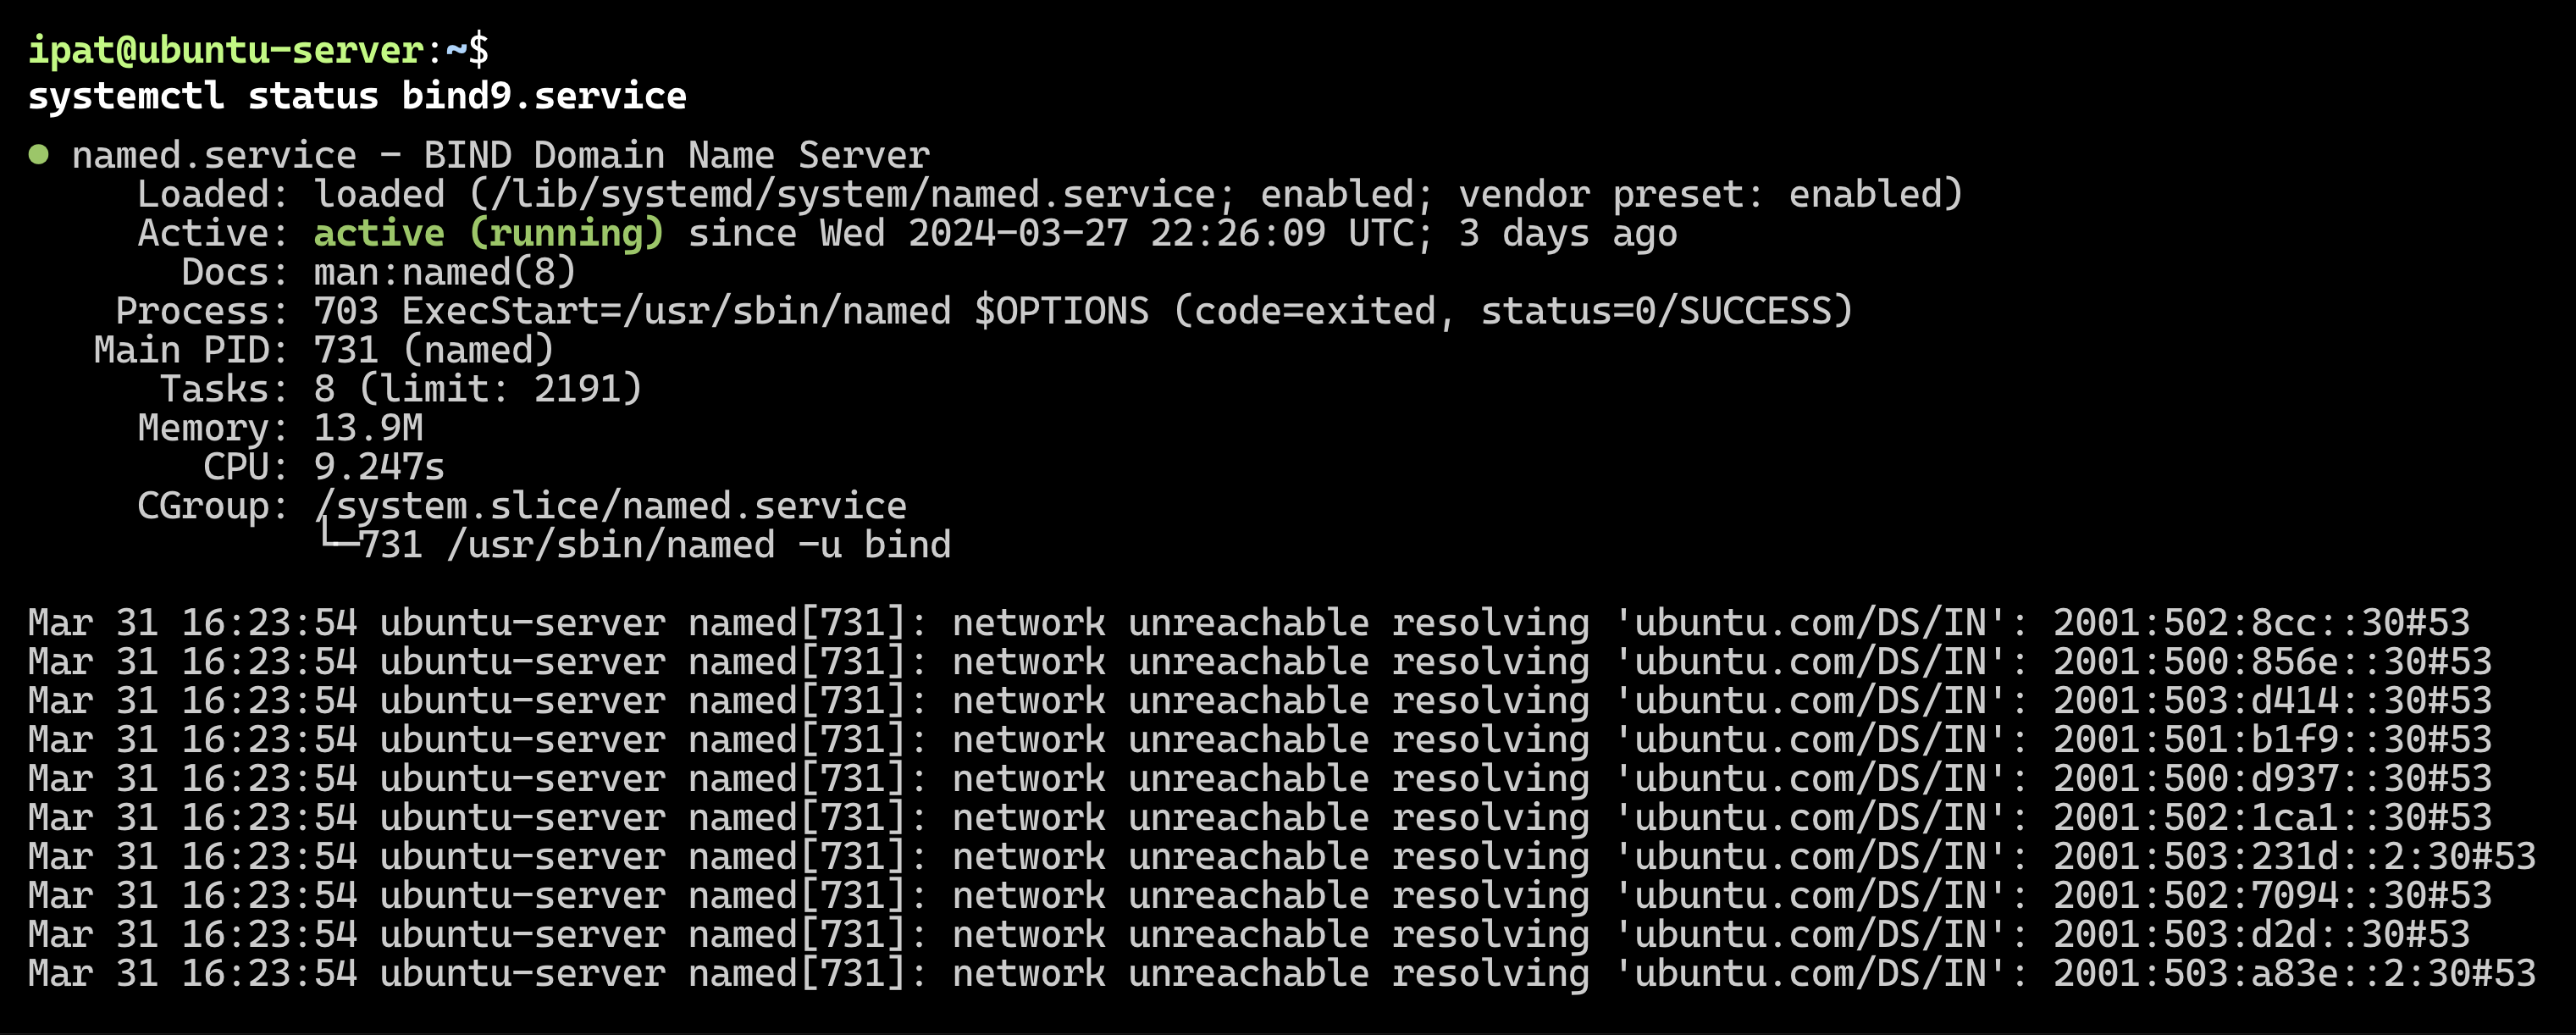 ipat@ubuntu-server:~$
systemctl status bind9.service
● named.service - BIND Domain Name Server
Loaded: loaded (/lib/systemd/system/named.service; enabled; vendor preset: enabled)
Active: active (running) since Wed 2024-03-27 22:26:09 UTC; 3 days ago
Docs: man:named(8)
Process: 703 ExecStart=/usr/sbin/named $OPTIONS (code=exited, status=0/SUCCESS)
Main PID: 731 (named)
Tasks: 8 (limit: 2191)
Memory: 13.9M
CPU: 9.247s
CGroup: /system.slice/named.service
└─731 /usr/sbin/named -u bind
Mar 31 16:23:54 ubuntu-server named[731]: network unreachable resolving 'ubuntu.com/DS/IN': 2001:502:8cc::30#53
Mar 31 16:23:54 ubuntu-server named[731]: network unreachable resolving 'ubuntu.com/DS/IN': 2001:500:856e::30#53
Mar 31 16:23:54 ubuntu-server named[731]: network unreachable resolving 'ubuntu.com/DS/IN': 2001:503:d414::30#53
Mar 31 16:23:54 ubuntu-server named[731]: network unreachable resolving 'ubuntu.com/DS/IN': 2001:501:b1f9::30#53
Mar 31 16:23:54 ubuntu-server named[731]: network unreachable resolving 'ubuntu.com/DS/IN': 2001:500:d937::30#53
Mar 31 16:23:54 ubuntu-server named[731]: network unreachable resolving 'ubuntu.com/DS/IN': 2001:502:1ca1::30#53
Mar 31 16:23:54 ubuntu-server named[731]: network unreachable resolving 'ubuntu.com/DS/IN': 2001:503:231d::2:30#53
Mar 31 16:23:54 ubuntu-server named[731]: network unreachable resolving 'ubuntu.com/DS/IN': 2001:502:7094::30#53
Mar 31 16:23:54 ubuntu-server named[731]: network unreachable resolving 'ubuntu.com/DS/IN': 2001:503:d2d::30#53
Mar 31 16:23:54 ubuntu-server named[731]: network unreachable resolving 'ubuntu.com/DS/IN': 2001:503:a83e::2:30#53